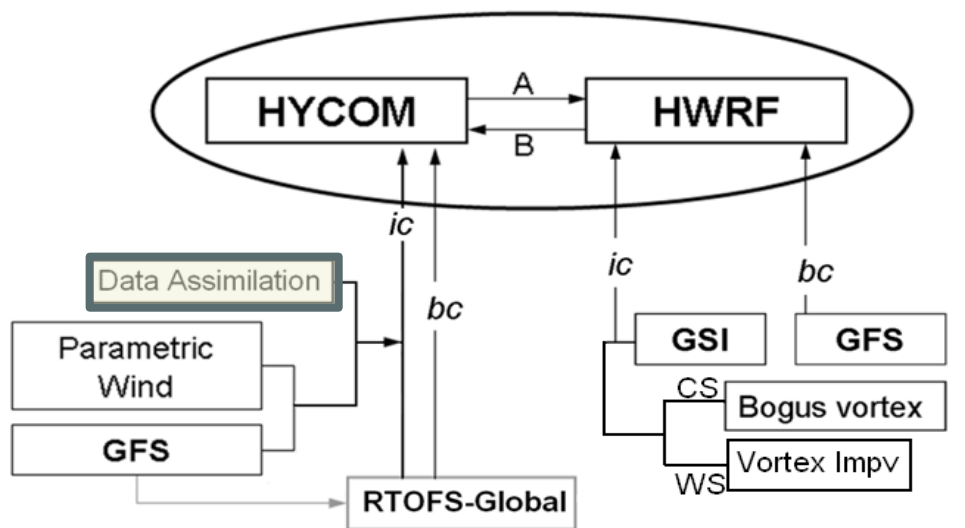 HYCOM
A
B
HWRF
ic
bc
ic
bc
Data Assimilation
Parametric
Wind
GFS
RTOFS-Global
GSI
GFS
CS
Bogus vortex
WS
Vortex Impv